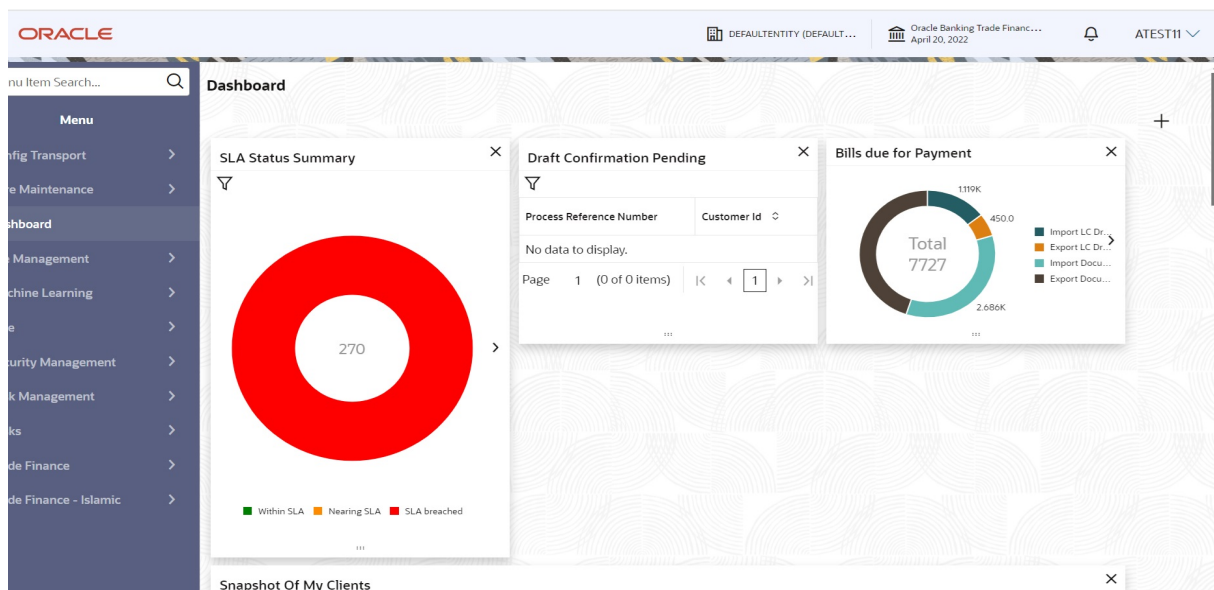 ORACLE
DEFAULTENTITY (DEFAULT...
Oracle Banking Trade Financ...
April 20, 2022
ATEST11
nu Item Search...
Menu
nfig Transport
re Maintenance
shboard
e Management
achine Learning
e
curity Management
k Management
ks
de Finance
de Finance - Islamic
Dashboard
SLA Status Summary
270
Within SLA
Nearing SLA
SLA breached
Draft Confirmation Pending
Process Reference Number
Customer Id
No data to display.
Page 1 (0 of 0 items) 1
Bills due for Payment
1.119K
450.0
Total
7727
2.686K
Import LC Dr...
Export LC Dr...
Import Docu...
Export Docu...
Snapshot Of My Clients